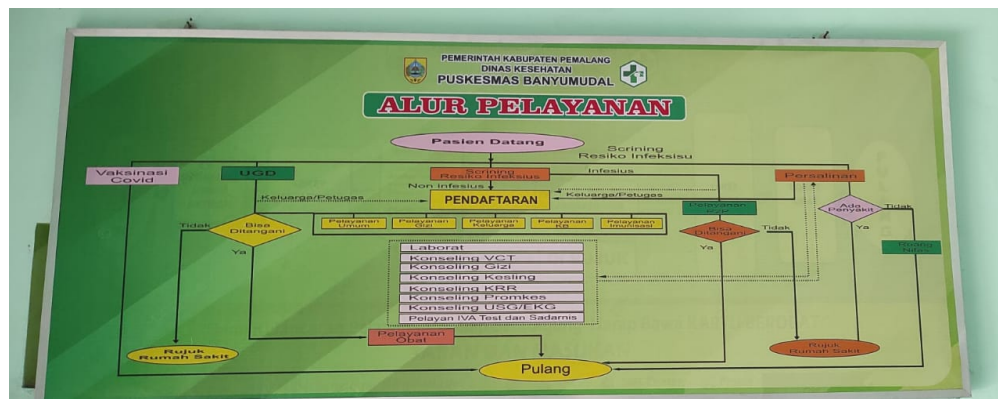 PEMERINTAH KABUPATEN PEMALANG
DINAS KESEHATAN
PUSKESMAS BANYUMUDAL
ALUR PELAYANAN
Pasien Datang
Scrining
Resiko Infeksisu
Vaksinasi
Covid
UGD
Scrining
Resiko Infeksius
Infesius
Persalinan
Non infesius
Keluarga/Petugas
PENDAFTARAN
Keluarga/Petugas
Pelayanan
Ada
Penyakit
Tidak
Pelayanan
Umum
Pelayanan
Gizi
Pelayanan
Keluarga
Pelayanan
KB
Pelayanan
Imunisasi
Tidak
Bisa
Ditangani
Ya
Bisa
Ditangani
Tidak
Ya
Ya
Ruang
Nifas
Laborat
Konseling VCT
Konseling Gizi
Konseling Kesling
Konseling KRR
Konseling Promkes
Konseling USG/EKG
Pelayan IVA Test dan Sadarnis
Pelayanan
Obat
Rujuk
Rumah Sakit
Rujuk
Rumah Sakit
Pulang